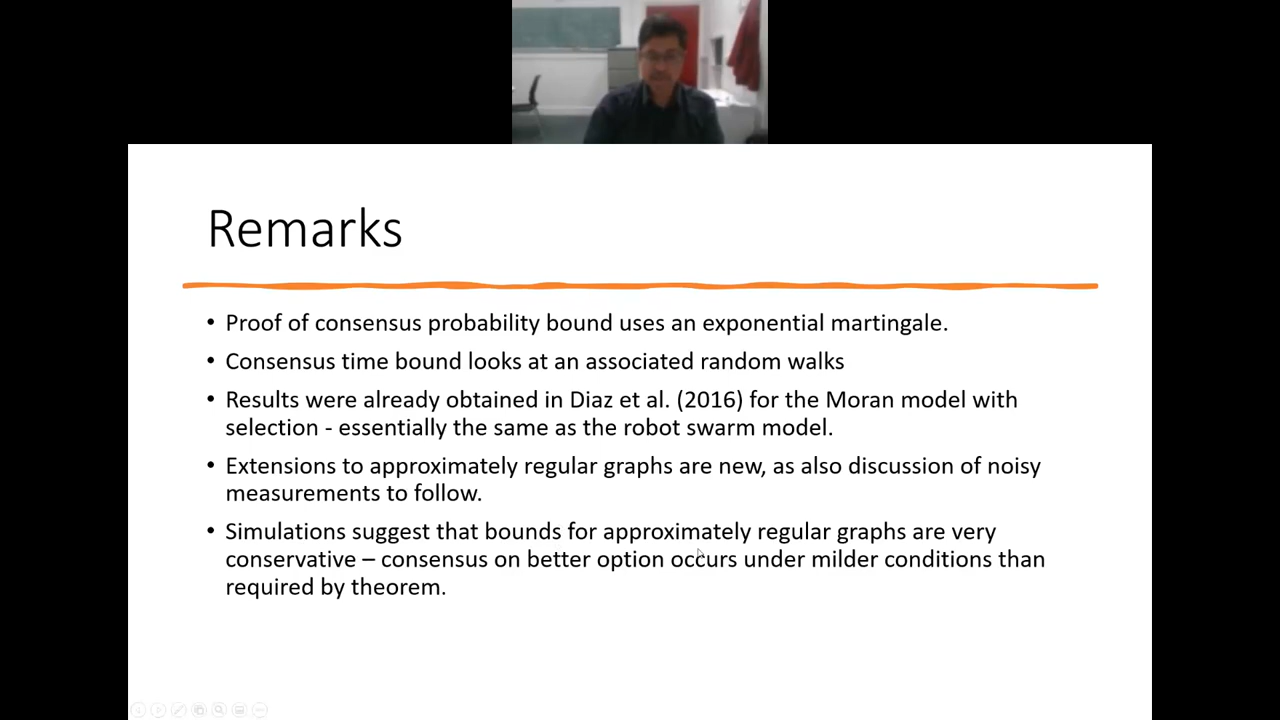 Remarks
• Proof of consensus probability bound uses an exponential martingale.
• Consensus time bound looks at an associated random walks
• Results were already obtained in Diaz et al. (2016) for the Moran model with
selection - essentially the same as the robot swarm model.
• Extensions to approximately regular graphs are new, as also discussion of noisy
measurements to follow.
• Simulations suggest that bounds for approximately regular graphs are very
conservative – consensus on better option occurs under milder conditions than
required by theorem.